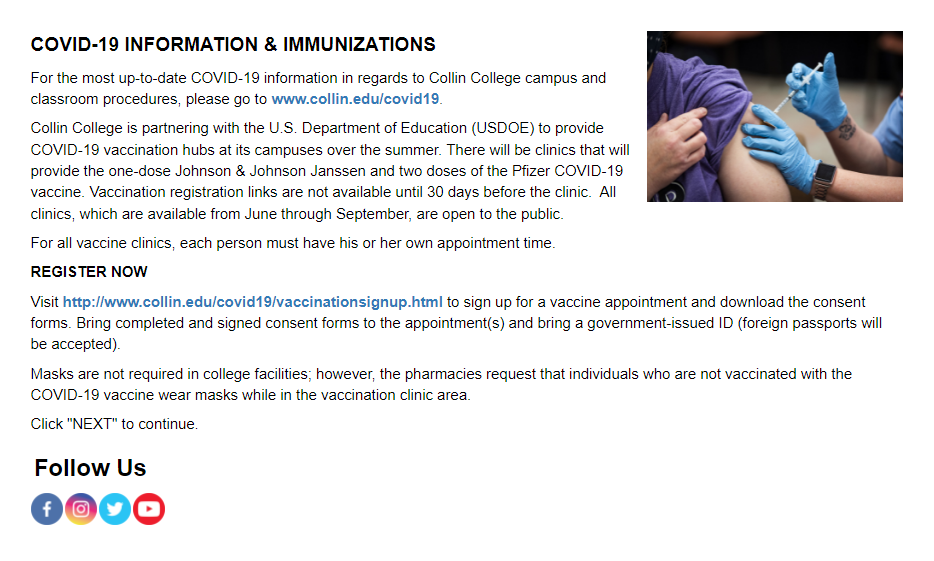 COVID-19 INFORMATION & IMMUNIZATIONS
For the most up-to-date COVID-19 information in regards to Collin College campus and
classroom procedures, please go to www.collin.edu/covid19.
Collin College is partnering with the U.S. Department of Education (USDOE) to provide
COVID-19 vaccination hubs at its campuses over the summer. There will be clinics that will
provide the one-dose Johnson & Johnson Janssen and two doses of the Pfizer COVID-19
vaccine. Vaccination registration links are not available until 30 days before the clinic.  All
clinics, which are available from June through September, are open to the public.
For all vaccine clinics, each person must have his or her own appointment time.
REGISTER NOW
Visit http://www.collin.edu/covid19/vaccinationsignup.html to sign up for a vaccine appointment and download the consent
forms. Bring completed and signed consent forms to the appointment(s) and bring a government-issued ID (foreign passports will
be accepted).
Masks are not required in college facilities; however, the pharmacies request that individuals who are not vaccinated with the
COVID-19 vaccine wear masks while in the vaccination clinic area.
Click "NEXT" to continue.
Follow Us